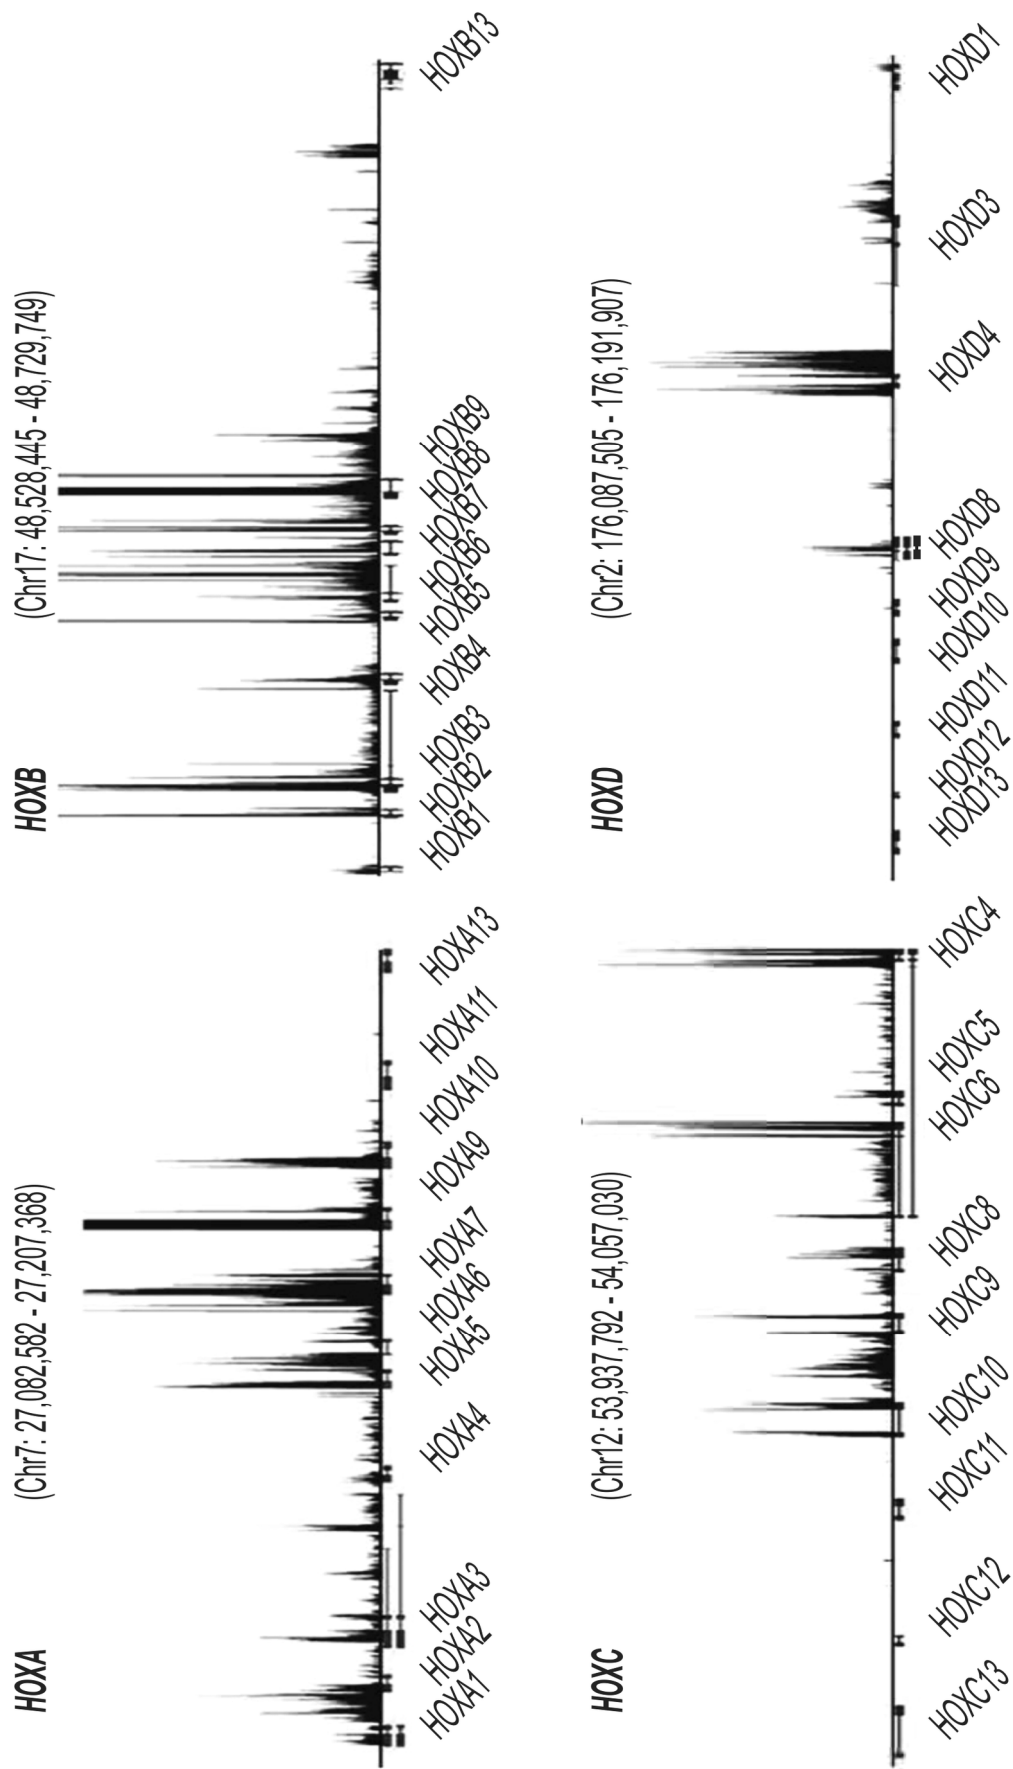 HOXA
(Chr7: 27,082,582 - 27,207,368)
HOXA1
HOXA2
HOXA3
HOXA4
HOXA5
HOXA6
HOXA7
HOXA9
HOXA10
HOXA11
HOXA13
HOXB
(Chr17: 48,528,445 - 48,729,749)
HOXB1
HOXB2
HOXB3
HOXB4
HOXB5
HOXB6
HOXB7
HOXB8
HOXB9
HOXB13
HOXC
(Chr12: 53,937,792 - 54,057,030)
HOXC13
HOXC12
HOXC11
HOXC10
HOXC9
HOXC8
HOXC6
HOXC5
HOXC4
HOXD
(Chr2: 176,087,505 - 176,191,907)
HOXD13
HOXD12
HOXD11
HOXD10
HOXD9
HOXD8
HOXD4
HOXD3
HOXD1